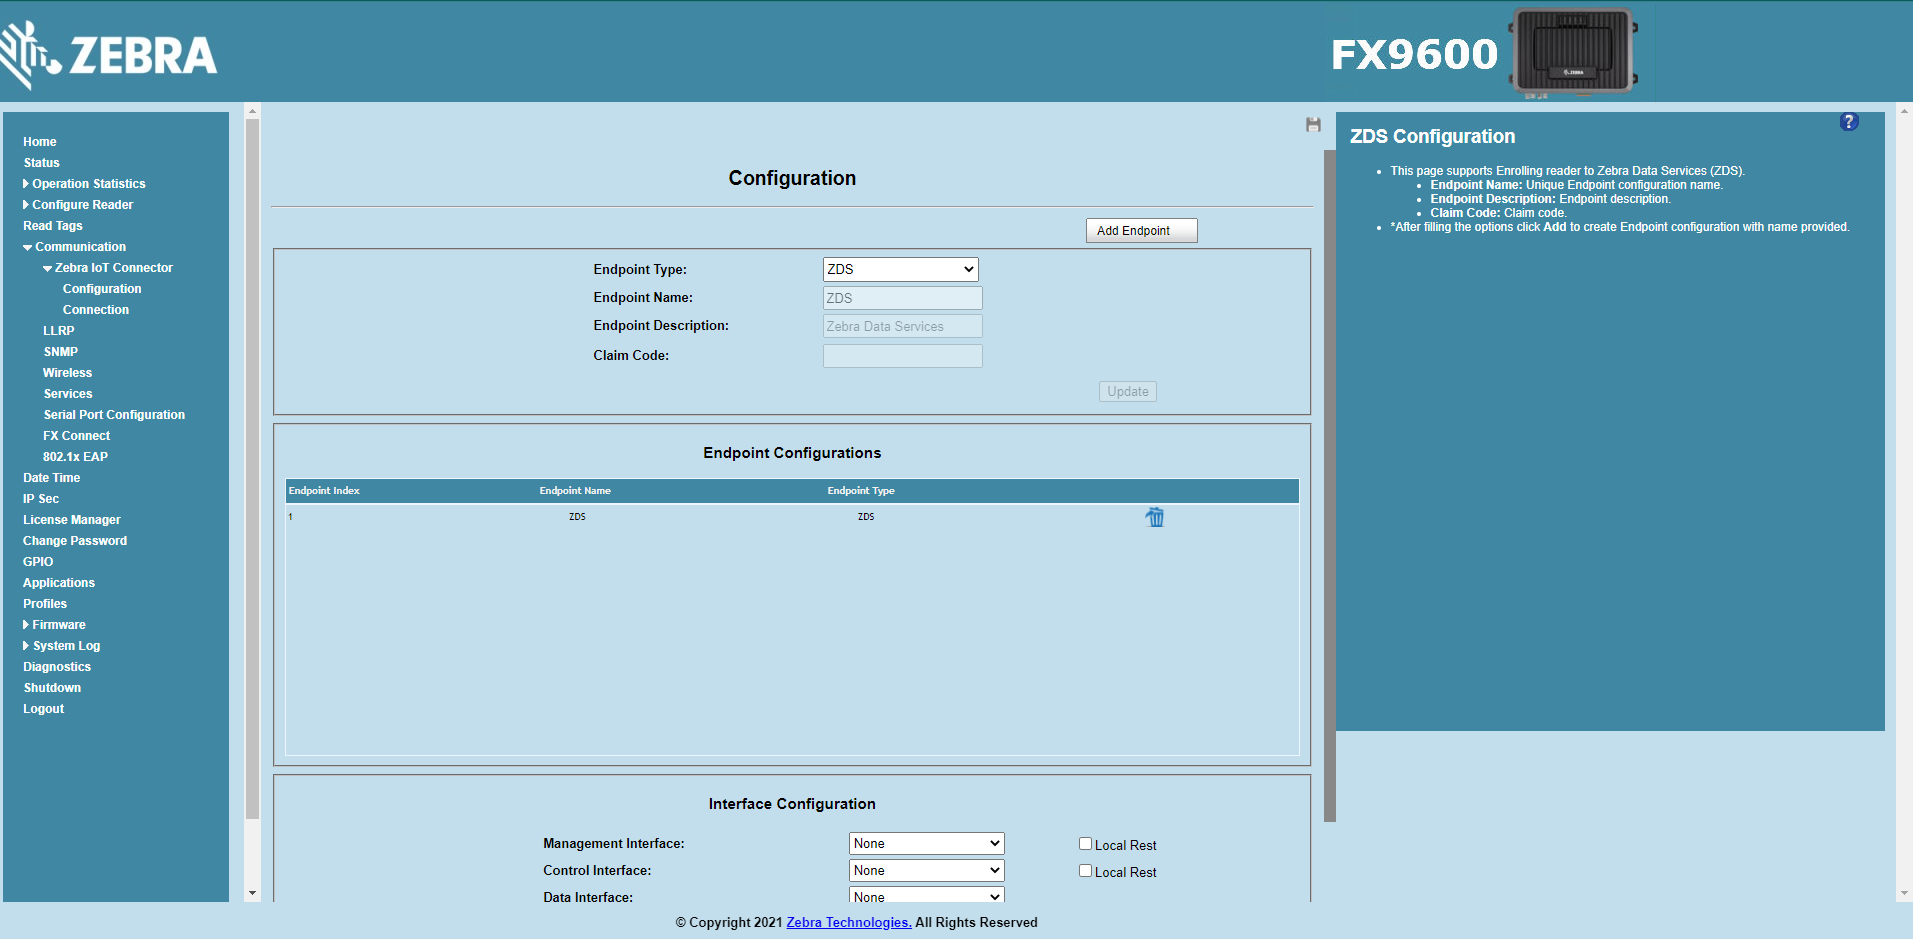 ZEBRA
FX9600
ZEBRA
Home
Status
Operation Statistics
Configure Reader
Read Tags
Communication
Zebra IoT Connector
Configuration
Connection
LLRP
SNMP
Wireless
Services
Serial Port Configuration
FX Connect
802.1x EAP
Date Time
IP Sec
License Manager
Change Password
GPIO
Applications
Profiles
Firmware
System Log
Diagnostics
Shutdown
Logout
Configuration
Add Endpoint
Endpoint Type: ZDS
Endpoint Name: ZDS
Endpoint Description: Zebra Data Services
Claim Code:
Update
Endpoint Configurations
Endpoint Index Endpoint Name Endpoint Type
1 ZDS ZDS
Interface Configuration
Management Interface: None Local Rest
Control Interface: None Local Rest
Data Interface: None
?
ZDS Configuration
• This page supports Enrolling reader to Zebra Data Services (ZDS).
• Endpoint Name: Unique Endpoint configuration name.
• Endpoint Description: Endpoint description.
• Claim Code: Claim code.
• *After filling the options click Add to create Endpoint configuration with name provided.
© Copyright 2021 Zebra Technologies. All Rights Reserved